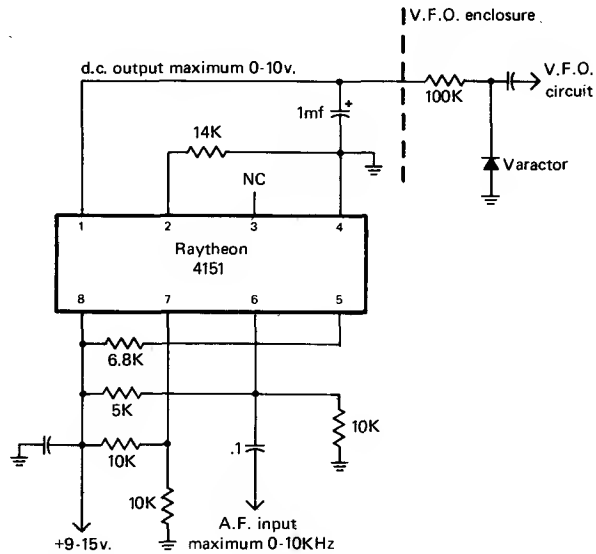 V.F.O. enclosure
d.c. output maximum 0-10v.
V.F.O.
circuit
100K
1mf
+
14K
Varactor
NC
1 2 3 4
Raytheon
4151
8 7 6 5
6.8K
5K
10K
10K
.1
10K
A.F. input
maximum 0-10KHz
+9-15v.